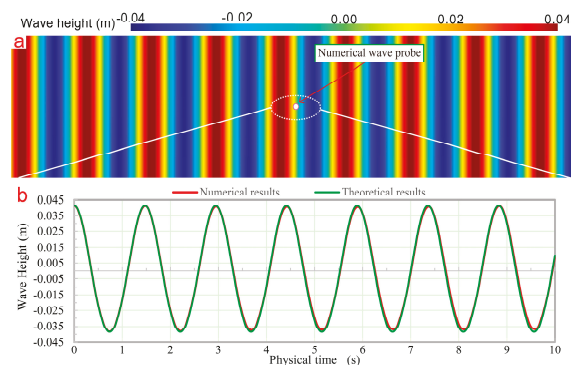 Wave height (m) -0.04 -0.02 0.00 0.02 0.04
a
Numerical wave probe
b
Numerical results Theoretical results
Wave Height (m)
0.045
0.035
0.025
0.015
0.005
-0.005
-0.015
-0.025
-0.035
-0.045
0 1 2 3 4 5 6 7 8 9 10
Physical time (s)